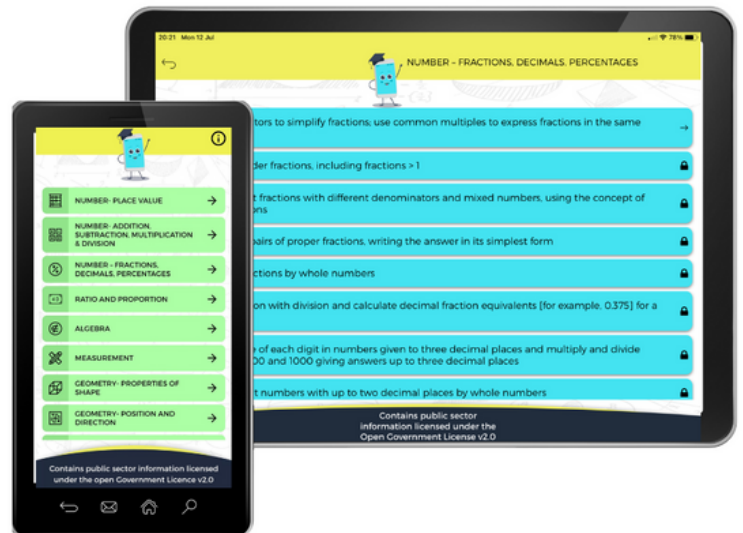 20:21 Mon 12 Jul
78%
NUMBER – FRACTIONS, DECIMALS, PERCENTAGES
tors to simplify fractions; use common multiples to express fractions in the same
der fractions, including fractions > 1
t fractions with different denominators and mixed numbers, using the concept of
ons
pairs of proper fractions, writing the answer in its simplest form
ctions by whole numbers
on with division and calculate decimal fraction equivalents [for example, 0.375] for a
e of each digit in numbers given to three decimal places and multiply and divide
00 and 1000 giving answers up to three decimal places
t numbers with up to two decimal places by whole numbers
Contains public sector
information licensed under the
Open Government License v2.0
NUMBER- PLACE VALUE
NUMBER- ADDITION,
SUBTRACTION, MULTIPLICATION
& DIVISION
NUMBER - FRACTIONS,
DECIMALS, PERCENTAGES
RATIO AND PROPORTION
ALGEBRA
MEASUREMENT
GEOMETRY- PROPERTIES OF
SHAPE
GEOMETRY- POSITION AND
DIRECTION
Contains public sector information licensed
under the open Government Licence v2.0